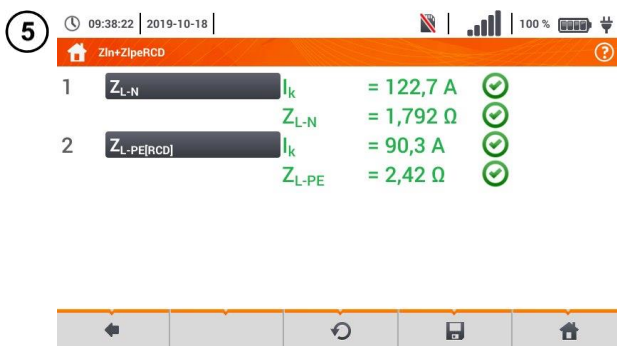 5
09:38:22 2019-10-18 100 %
Zln+ZlpeRCD ?
1 Z_L-N I_k = 122,7 A
Z_L-N = 1,792 Ω
2 Z_L-PE[RCD] I_k = 90,3 A
Z_L-PE = 2,42 Ω